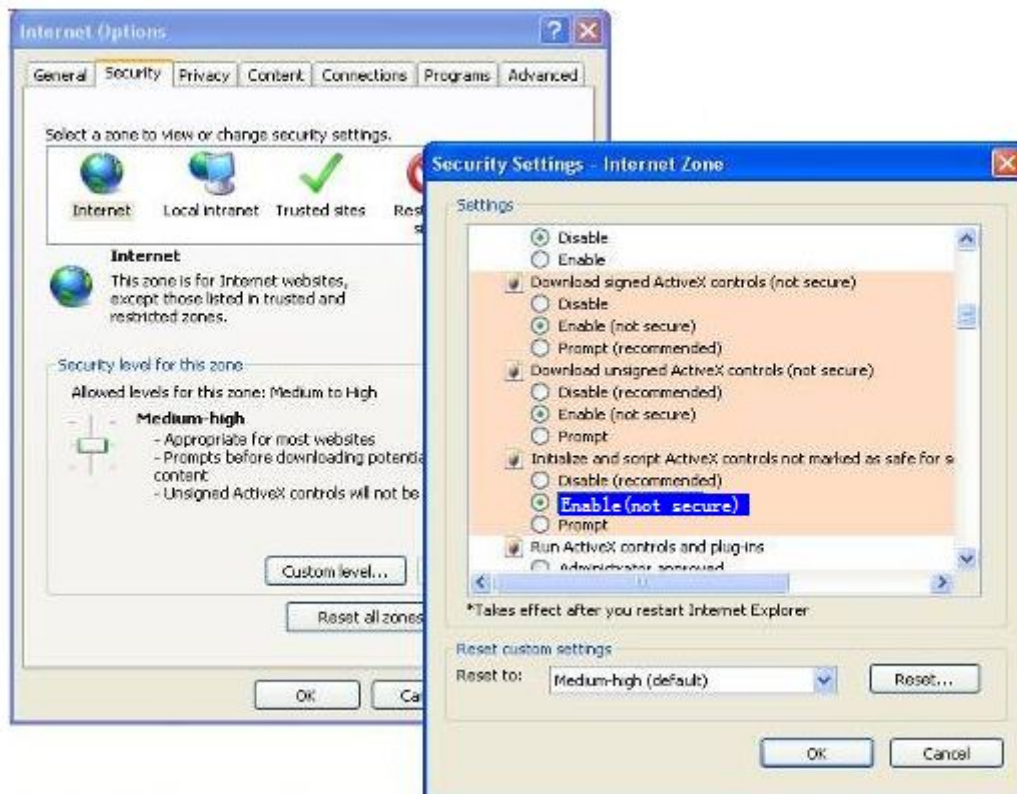 Internet Options
General Security Privacy Content Connections Programs Advanced
Select a zone to view or change security settings.
Internet Local intranet Trusted sites
Internet
This zone is for Internet websites,
except those listed in trusted and
restricted zones.
Security level for this zone
Allowed levels for this zone: Medium to High
Medium-high
- Appropriate for most websites
- Prompts before downloading
content
- Unsigned ActiveX controls will not be
Custom level...
Reset all zones
OK
Security Settings - Internet Zone
Settings
Disable
Enable
Download signed ActiveX controls (not secure)
Disable
Enable (not secure)
Prompt (recommended)
Download unsigned ActiveX controls (not secure)
Disable (recommended)
Enable (not secure)
Prompt
Initialize and script ActiveX controls not marked as safe for s
Disable (recommended)
Enable(not secure)
Prompt
Run ActiveX controls and plug-ins
Administrator approved
*Takes effect after you restart Internet Explorer
Reset custom settings
Reset to: Medium-high (default) Reset...
OK Cancel